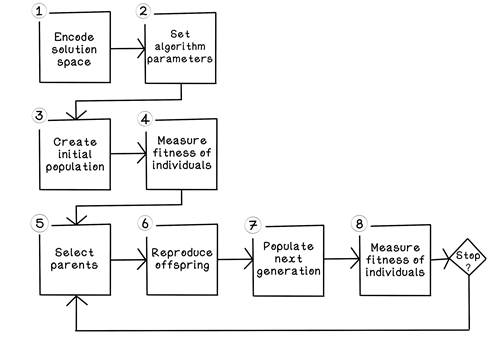 1
Encode
solution
space
2
Set
algorithm
parameters
3
Create
initial
population
4
Measure
fitness of
individuals
5
Select
parents
6
Reproduce
offspring
7
Populate
next
generation
8
Measure
fitness of
individuals
Stop
?